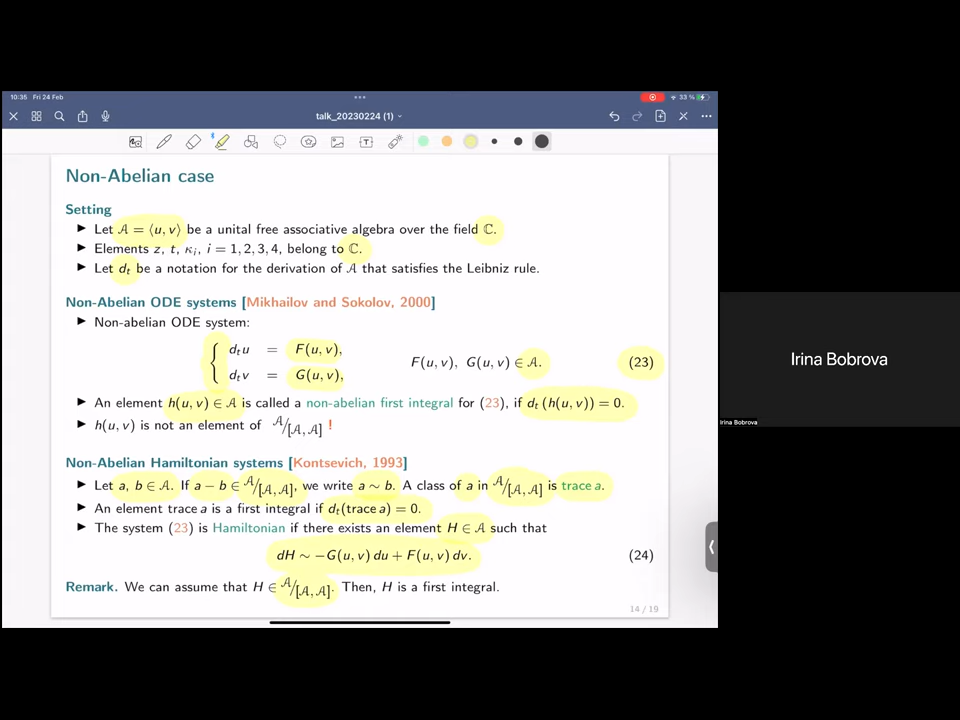 10:35 Fri 24 Feb
33 %
talk_20230224 (1)
Non-Abelian case
Setting
▶ Let 𝒜 = ⟨u, v⟩ be a unital free associative algebra over the field ℂ.
▶ Elements z, t, κᵢ, i = 1, 2, 3, 4, belong to ℂ.
▶ Let dₜ be a notation for the derivation of 𝒜 that satisfies the Leibniz rule.
Non-Abelian ODE systems [Mikhailov and Sokolov, 2000]
▶ Non-abelian ODE system:
{ dₜu = F(u, v),
dₜv = G(u, v),
F(u, v), G(u, v) ∈ 𝒜. (23)
▶ An element h(u, v) ∈ 𝒜 is called a non-abelian first integral for (23), if dₜ (h(u, v)) = 0.
▶ h(u, v) is not an element of 𝒜/[𝒜, 𝒜] !
Non-Abelian Hamiltonian systems [Kontsevich, 1993]
▶ Let a, b ∈ 𝒜. If a − b ∈ 𝒜/[𝒜, 𝒜], we write a ∼ b. A class of a in 𝒜/[𝒜, 𝒜] is trace a.
▶ An element trace a is a first integral if dₜ(trace a) = 0.
▶ The system (23) is Hamiltonian if there exists an element H ∈ 𝒜 such that
dH ∼ −G(u, v) du + F(u, v) dv. (24)
Remark. We can assume that H ∈ 𝒜/[𝒜, 𝒜]. Then, H is a first integral.
14 / 19
Irina Bobrova
Irina Bobrova